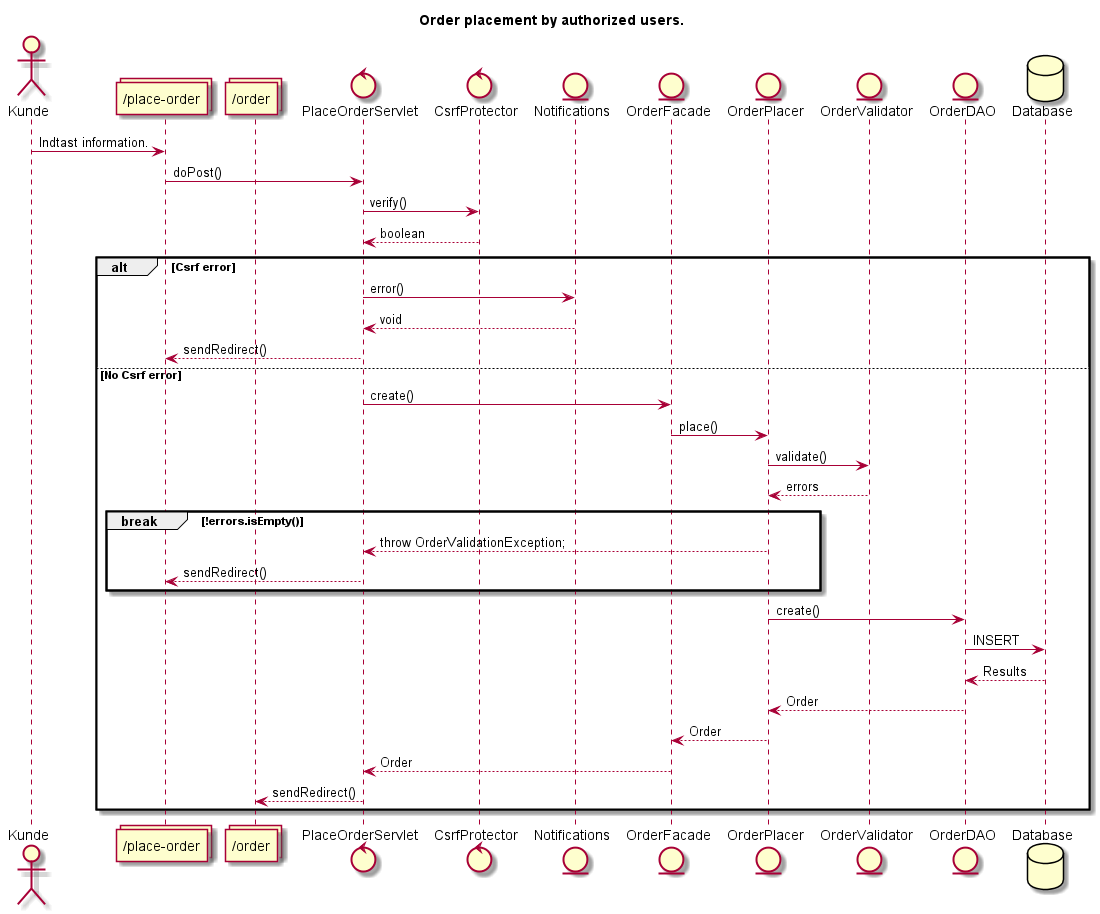 Order placement by authorized users.
Kunde
/place-order
/order
PlaceOrderServlet
CsrfProtector
Notifications
OrderFacade
OrderPlacer
OrderValidator
OrderDAO
Database
Indtast information.
doPost()
verify()
boolean
alt
[Csrf error]
error()
void
sendRedirect()
[No Csrf error]
create()
place()
validate()
errors
break
[!errors.isEmpty()]
throw OrderValidationException;
sendRedirect()
create()
INSERT
Results
Order
Order
Order
sendRedirect()
Kunde
/place-order
/order
PlaceOrderServlet
CsrfProtector
Notifications
OrderFacade
OrderPlacer
OrderValidator
OrderDAO
Database